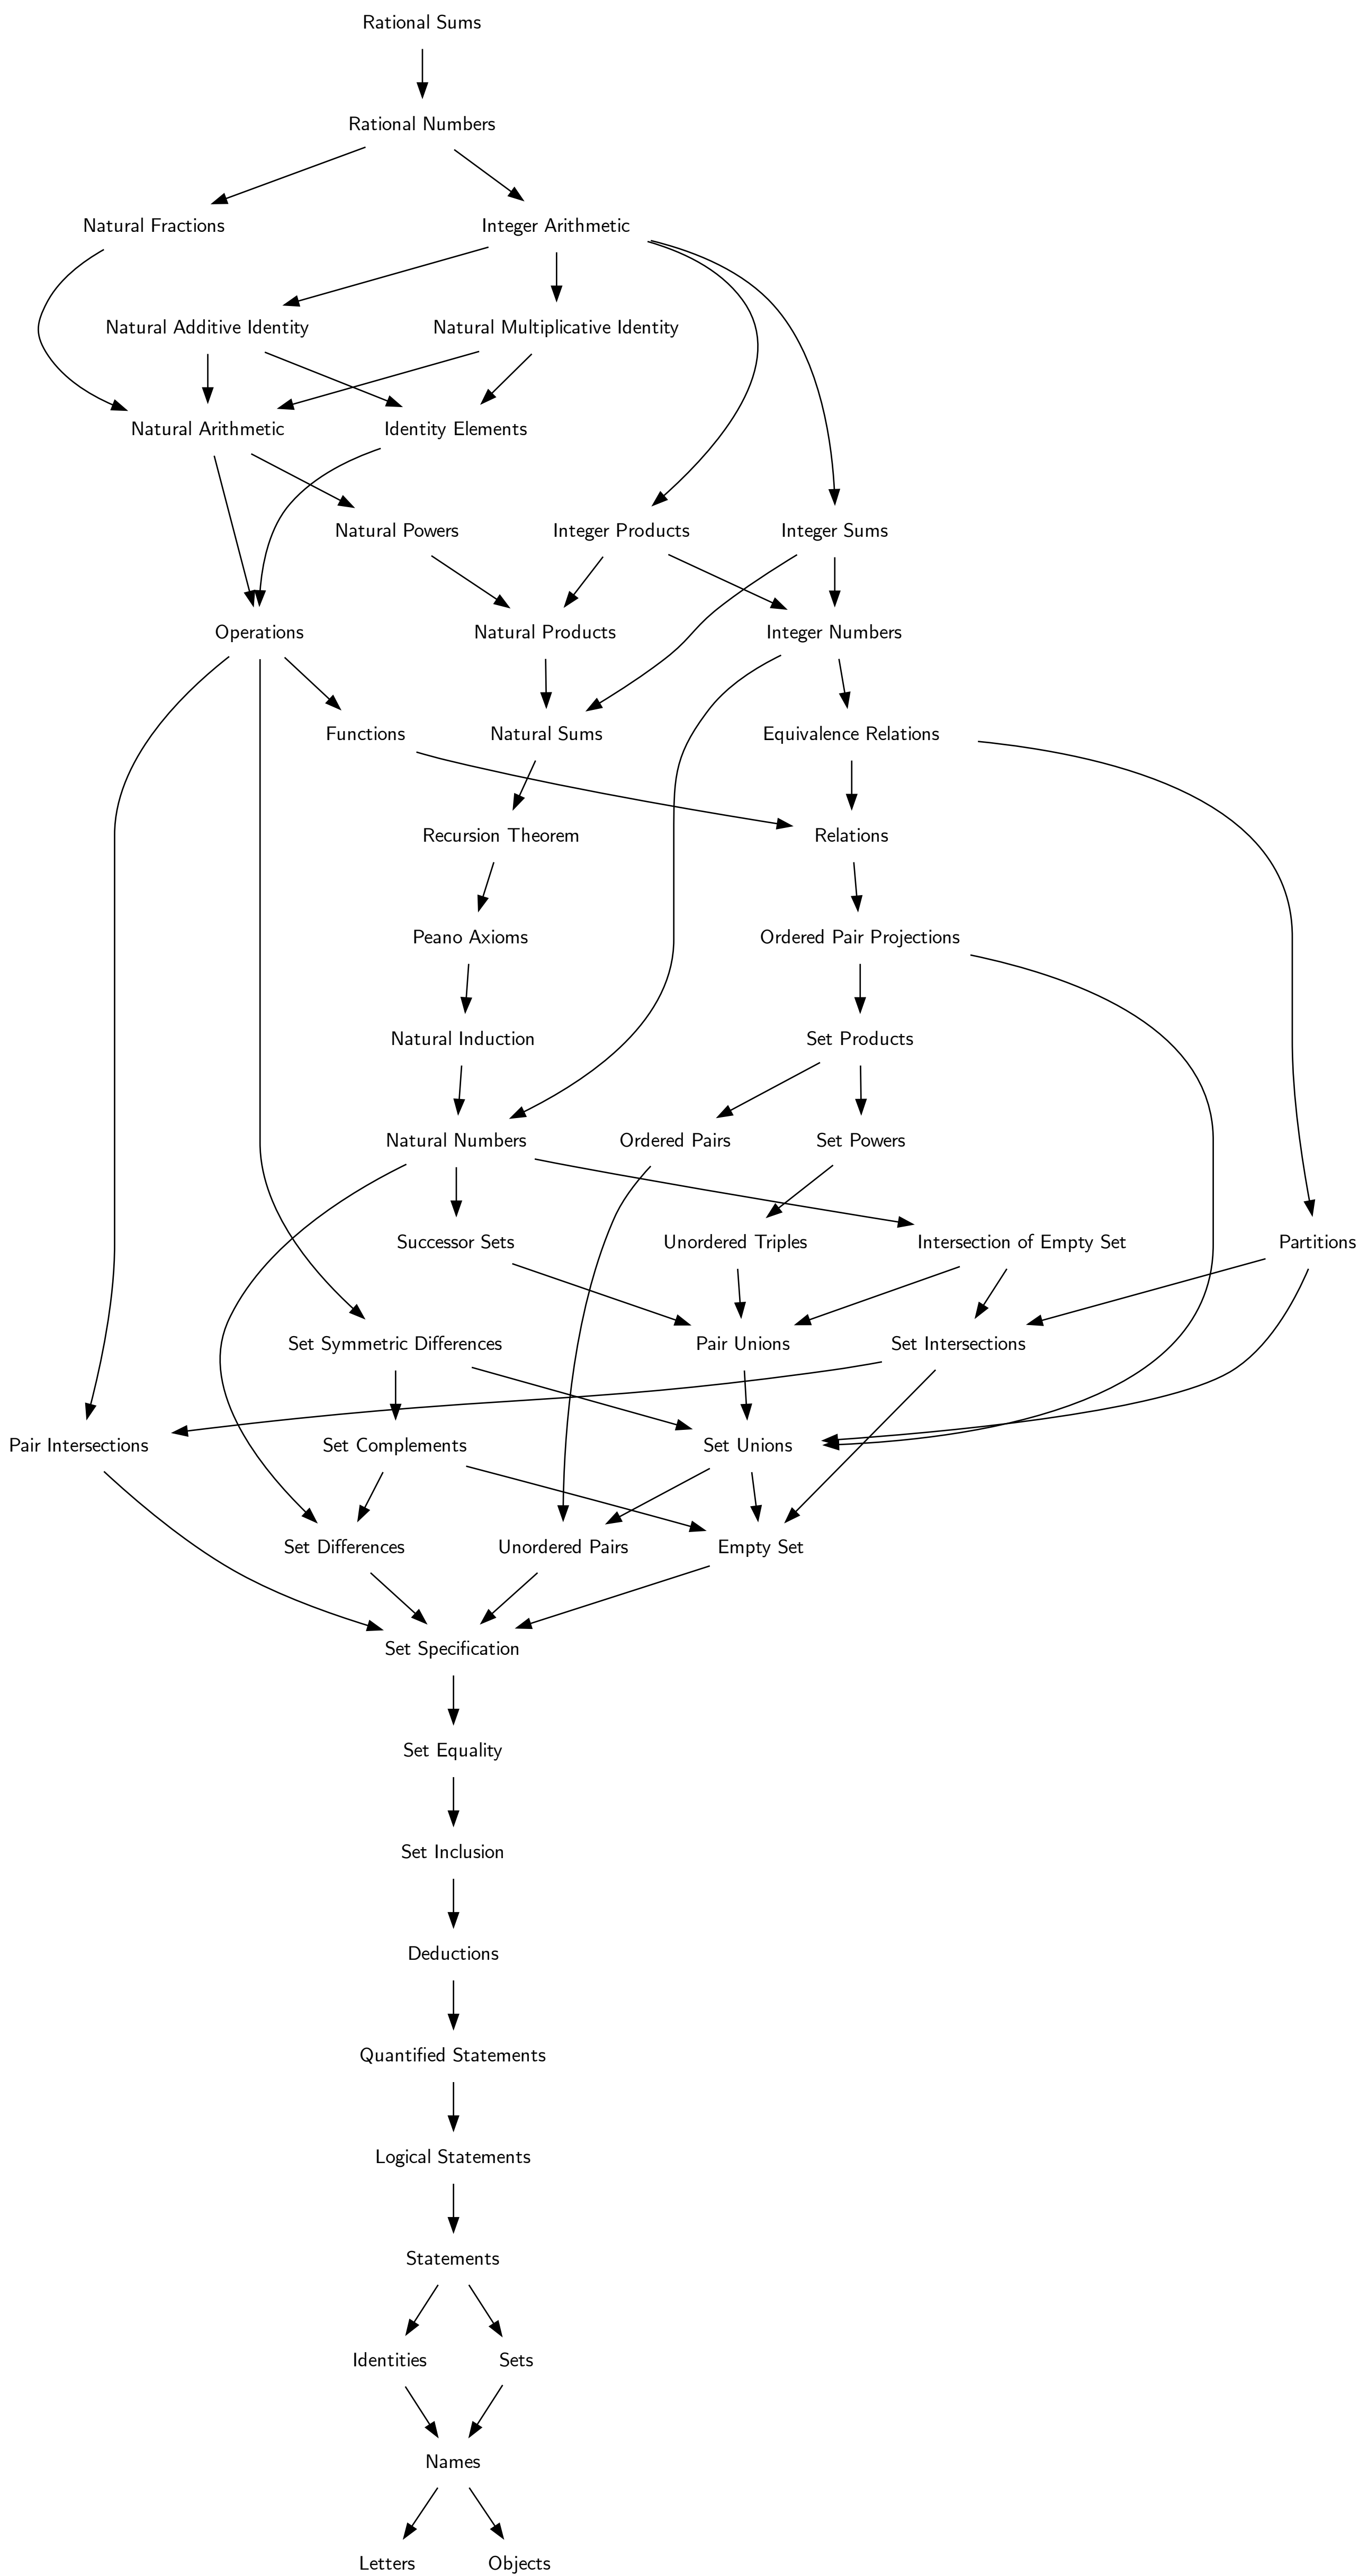 Rational Sums
Rational Numbers
Natural Fractions
Integer Arithmetic
Natural Additive Identity
Natural Multiplicative Identity
Natural Arithmetic
Identity Elements
Natural Powers
Integer Products
Integer Sums
Operations
Natural Products
Integer Numbers
Functions
Natural Sums
Equivalence Relations
Recursion Theorem
Relations
Peano Axioms
Ordered Pair Projections
Natural Induction
Set Products
Natural Numbers
Ordered Pairs
Set Powers
Successor Sets
Unordered Triples
Intersection of Empty Set
Partitions
Set Symmetric Differences
Pair Unions
Set Intersections
Pair Intersections
Set Complements
Set Unions
Set Differences
Unordered Pairs
Empty Set
Set Specification
Set Equality
Set Inclusion
Deductions
Quantified Statements
Logical Statements
Statements
Identities
Sets
Names
Letters
Objects